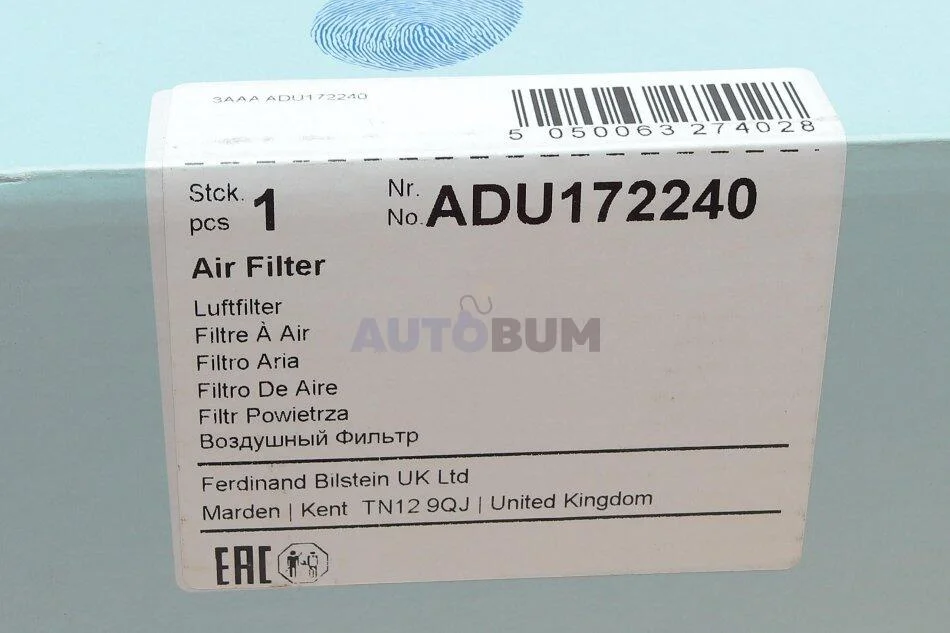 3AAA ADU172240
5 050063 274028
Stck. 1 Nr.
pcs No. ADU172240
Air Filter
Luftfilter
Filtre À Air
Filtro Aria
Filtro De Aire
Filtr Powietrza
Воздушный Фильтр
AUTOBUM
Ferdinand Bilstein UK Ltd
Marden | Kent TN12 9QJ | United Kingdom
EAC